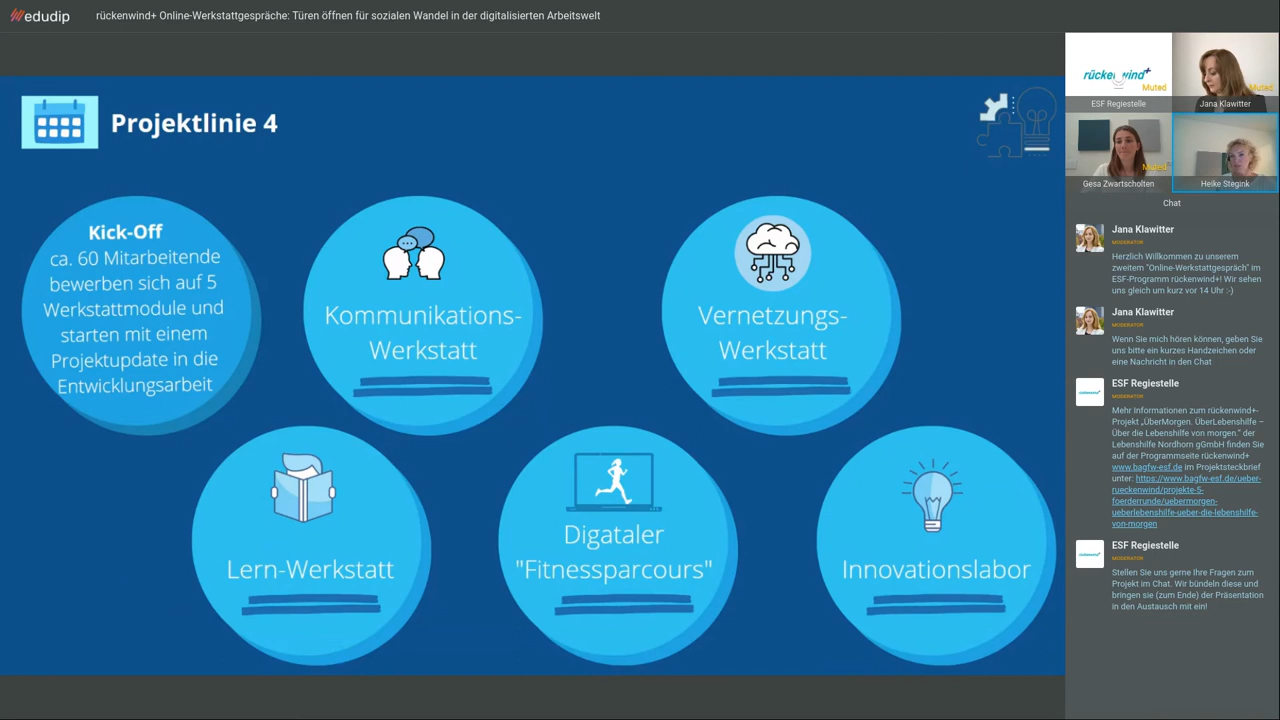 edudip
rückenwind+ Online-Werkstattgespräche: Türen öffnen für sozialen Wandel in der digitalisierten Arbeitswelt
Projektlinie 4
Kick-Off
ca. 60 Mitarbeitende
bewerben sich auf 5
Werkstattmodule und
starten mit einem
Projektupdate in die
Entwicklungsarbeit
Kommunikations-
Werkstatt
Vernetzungs-
Werkstatt
Lern-Werkstatt
Digataler
"Fitnessparcours"
Innovationslabor
rückenwind+
Muted
ESF Regiestelle
Muted
Jana Klawitter
Muted
Gesa Zwartscholten
Heike Stegink
Chat
Jana Klawitter
MODERATOR
Herzlich Willkommen zu unserem
zweitem "Online-Werkstattgespräch" im
ESF-Programm rückenwind+! Wir sehen
uns gleich um kurz vor 14 Uhr :-)
Jana Klawitter
MODERATOR
Wenn Sie mich hören können, geben Sie
uns bitte ein kurzes Handzeichen oder
eine Nachricht in den Chat
ESF Regiestelle
MODERATOR
Mehr Informationen zum rückenwind+-
Projekt „ÜberMorgen. ÜberLebenshilfe –
Über die Lebenshilfe von morgen.“ der
Lebenshilfe Nordhorn gGmbH finden Sie
auf der Programmseite rückenwind+
www.bagfw-esf.de im Projektsteckbrief
unter: https://www.bagfw-esf.de/ueber-
rueckenwind/projekte-5-
foerderrunde/uebermorgen-
ueberlebenshilfe-ueber-die-lebenshilfe-
von-morgen
ESF Regiestelle
MODERATOR
Stellen Sie uns gerne Ihre Fragen zum
Projekt im Chat. Wir bündeln diese und
bringen sie (zum Ende) der Präsentation
in den Austausch mit ein!